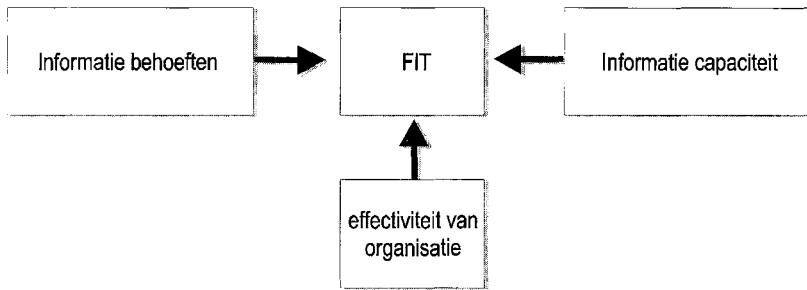 Informatie behoeften
FIT
Informatie capaciteit
effectiviteit van
organisatie